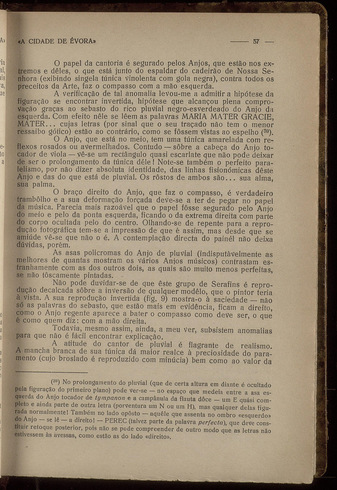 «A CIDADE DE ÉVORA» 57
O papel da cantoria é segurado pelos Anjos, que estão nos extremos
e dêles, o que está junto do espaldar do cadeirão de Nossa Senhora
(exibindo singela túnica vinolenta com gola negra), contra todos os
preceitos da Arte, faz o compasso com a mão esquerda.
A verificação de tal anomalia levou-me a admitir a hipótese da
figuração se encontrar invertida, hipótese que alcançou plena comprovação
graças ao sebasto do rico pluvial negro-esverdeado do Anjo da
esquerda. Com efeito nêle se lêem as palavras MARIA MATER GRACIE,
MATER... cujas letras (por sinal que o seu traçado não tem o menor
ressaibo gótico) estão ao contrário, como se fôssem vistas ao espelho (²⁸).
O Anjo, que está no meio, tem uma túnica amarelada com reflexos
rosados ou avermelhados. Contudo — sôbre a cabeça do Anjo tocador
de viola — vê-se um rectângulo quasi escarlate que não pode deixar
de ser o prolongamento da túnica dêle! Note-se também o perfeito paralelismo,
por não dizer absoluta identidade, das linhas fisionómicas dêste
Anjo e das do que está de pluvial. Os rôstos de ambos são... sua alma,
sua palma.
O braço direito do Anjo, que faz o compasso, é verdadeiro
trambôlho e a sua deformação forçada deve-se a ter de pegar no papel
da música. Parecia mais razoável que o papel fôsse segurado pelo Anjo
do meio e pelo da ponta esquerda, ficando o da extrema direita com parte
do corpo ocultada pelo do centro. Olhando-se de repente para a reprodução
fotográfica tem-se a impressão de que é assim, mas desde que se
amiúde vê-se que não o é. A contemplação directa do painel não deixa
dúvidas, porém.
As asas policromas do Anjo de pluvial (indisputàvelmente as
melhores de quantas mostram os vários Anjos músicos) contrastam estranhamente
com as dos outros dois, as quais são muito menos perfeitas,
se não fôscamente pintadas.
Não pode duvidar-se de que êste grupo de Serafins é reprodução
decalcada sôbre a inversão de qualquer modêlo, que o pintor teria
à vista. A sua reprodução invertida (fig. 9) mostra-o à saciedade — não
só as palavras do sebasto, que estão mais em evidência, ficam a direito,
como o Anjo regente aparece a bater o compasso como deve ser, o que
é como quem diz: com a mão direita.
Todavia, mesmo assim, ainda, a meu ver, subsistem anomalias
para que não é fácil encontrar explicação.
A atitude do cantor de pluvial é flagrante de realismo.
A mancha branca de sua túnica dá maior realce à preciosidade do paramento
(cujo brostado é reproduzido com minúcia) bem como ao valor da
(²⁸) No prolongamento do pluvial (que de certa altura em diante é ocultado
pela figuração do primeiro plano) pode ver-se — no espaço que medeia entre a asa esquerda
do Anjo tocador de tympanon e a campânula da flauta dôce — um E quási completo
e ainda parte de outra letra (porventura um N ou um H), mas qualquer delas figurada
normalmente! Também no lado opôsto — aquêle que assenta no ombro «esquerdo»
do Anjo — se lê — a direito! — PEREC (talvez parte da palavra perfecta), que deve constituir
retoque posterior, pois não se pode compreender de outro modo que as letras não
estivessem às avessas, como estão as do lado «direito».